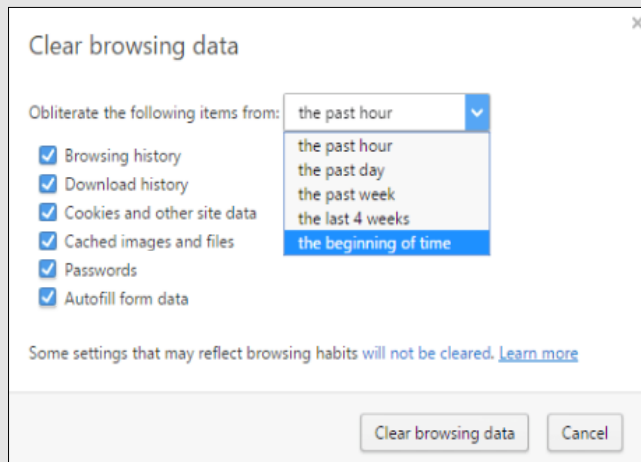 Clear browsing data
Obliterate the following items from: the past hour
the past hour
the past day
the past week
the last 4 weeks
the beginning of time
Browsing history
Download history
Cookies and other site data
Cached images and files
Passwords
Autofill form data
Some settings that may reflect browsing habits will not be cleared. Learn more
Clear browsing data Cancel